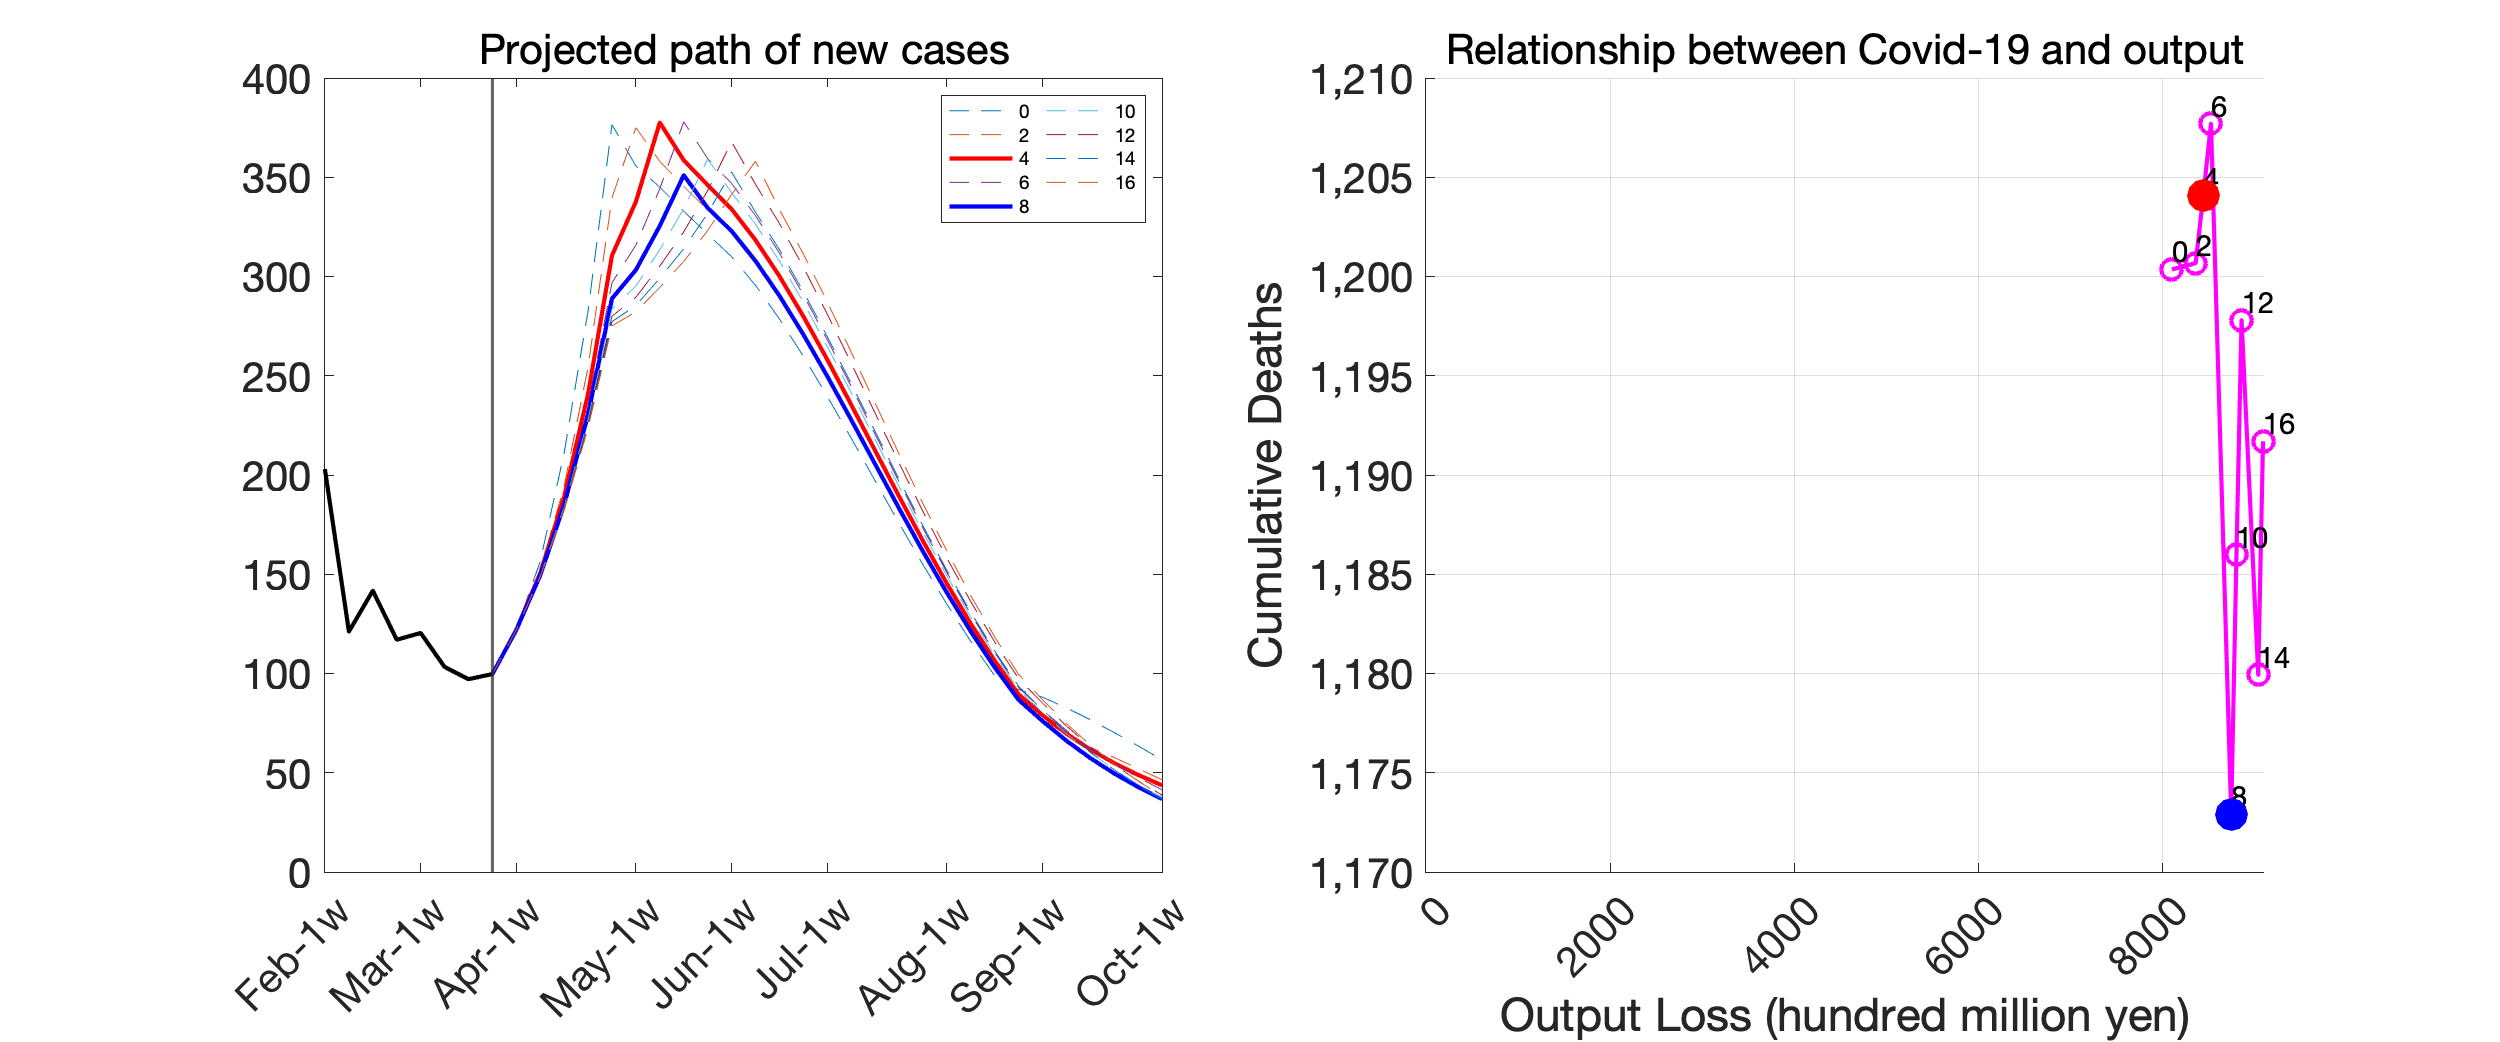 Projected path of new cases
400
350
300
250
200
150
100
50
0
Feb-1w
Mar-1w
Apr-1w
May-1w
Jun-1w
Jul-1w
Aug-1w
Sep-1w
Oct-1w
0 10
2 12
4 14
6 16
8
Relationship between Covid-19 and output
Cumulative Deaths
1,210
1,205
1,200
1,195
1,190
1,185
1,180
1,175
1,170
6
4
0 2
12
16
10
14
8
0
2000
4000
6000
8000
Output Loss (hundred million yen)